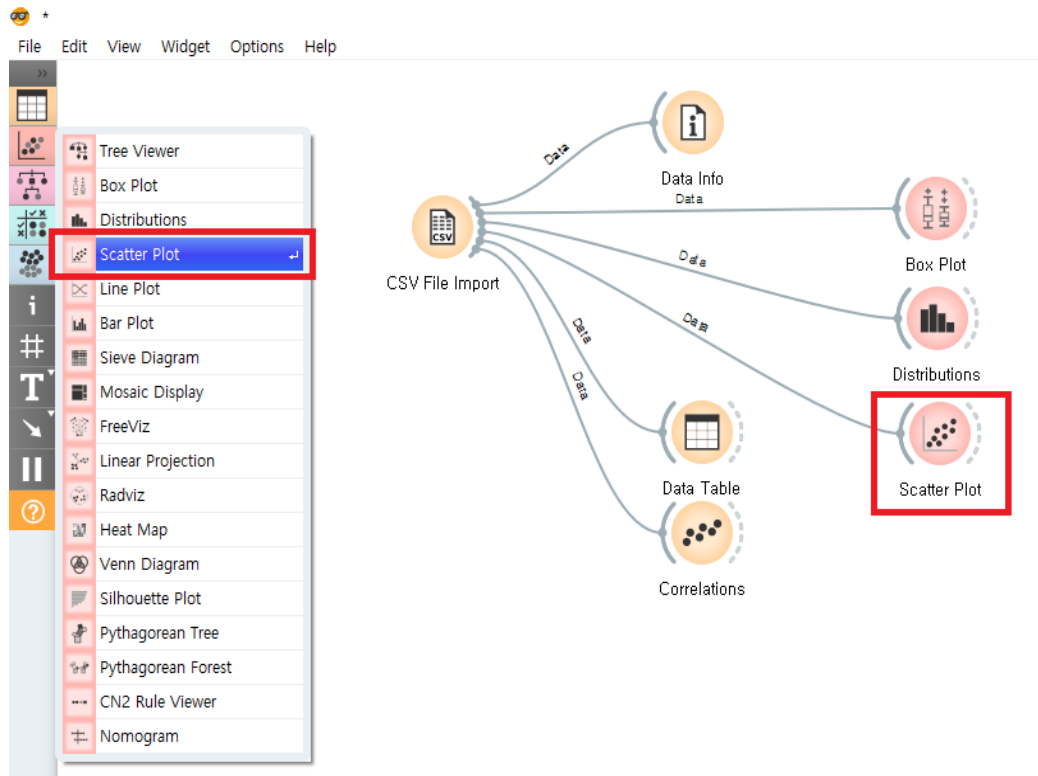 *
File Edit View Widget Options Help
»
Tree Viewer
Box Plot
Distributions
Scatter Plot
Line Plot
Bar Plot
Sieve Diagram
Mosaic Display
FreeViz
Linear Projection
Radviz
Heat Map
Venn Diagram
Silhouette Plot
Pythagorean Tree
Pythagorean Forest
CN2 Rule Viewer
Nomogram
i
#
T
?
CSV
CSV File Import
Data
Data Info
Data
Box Plot
Data
Distributions
Data
Scatter Plot
Data
Data Table
Data
Correlations